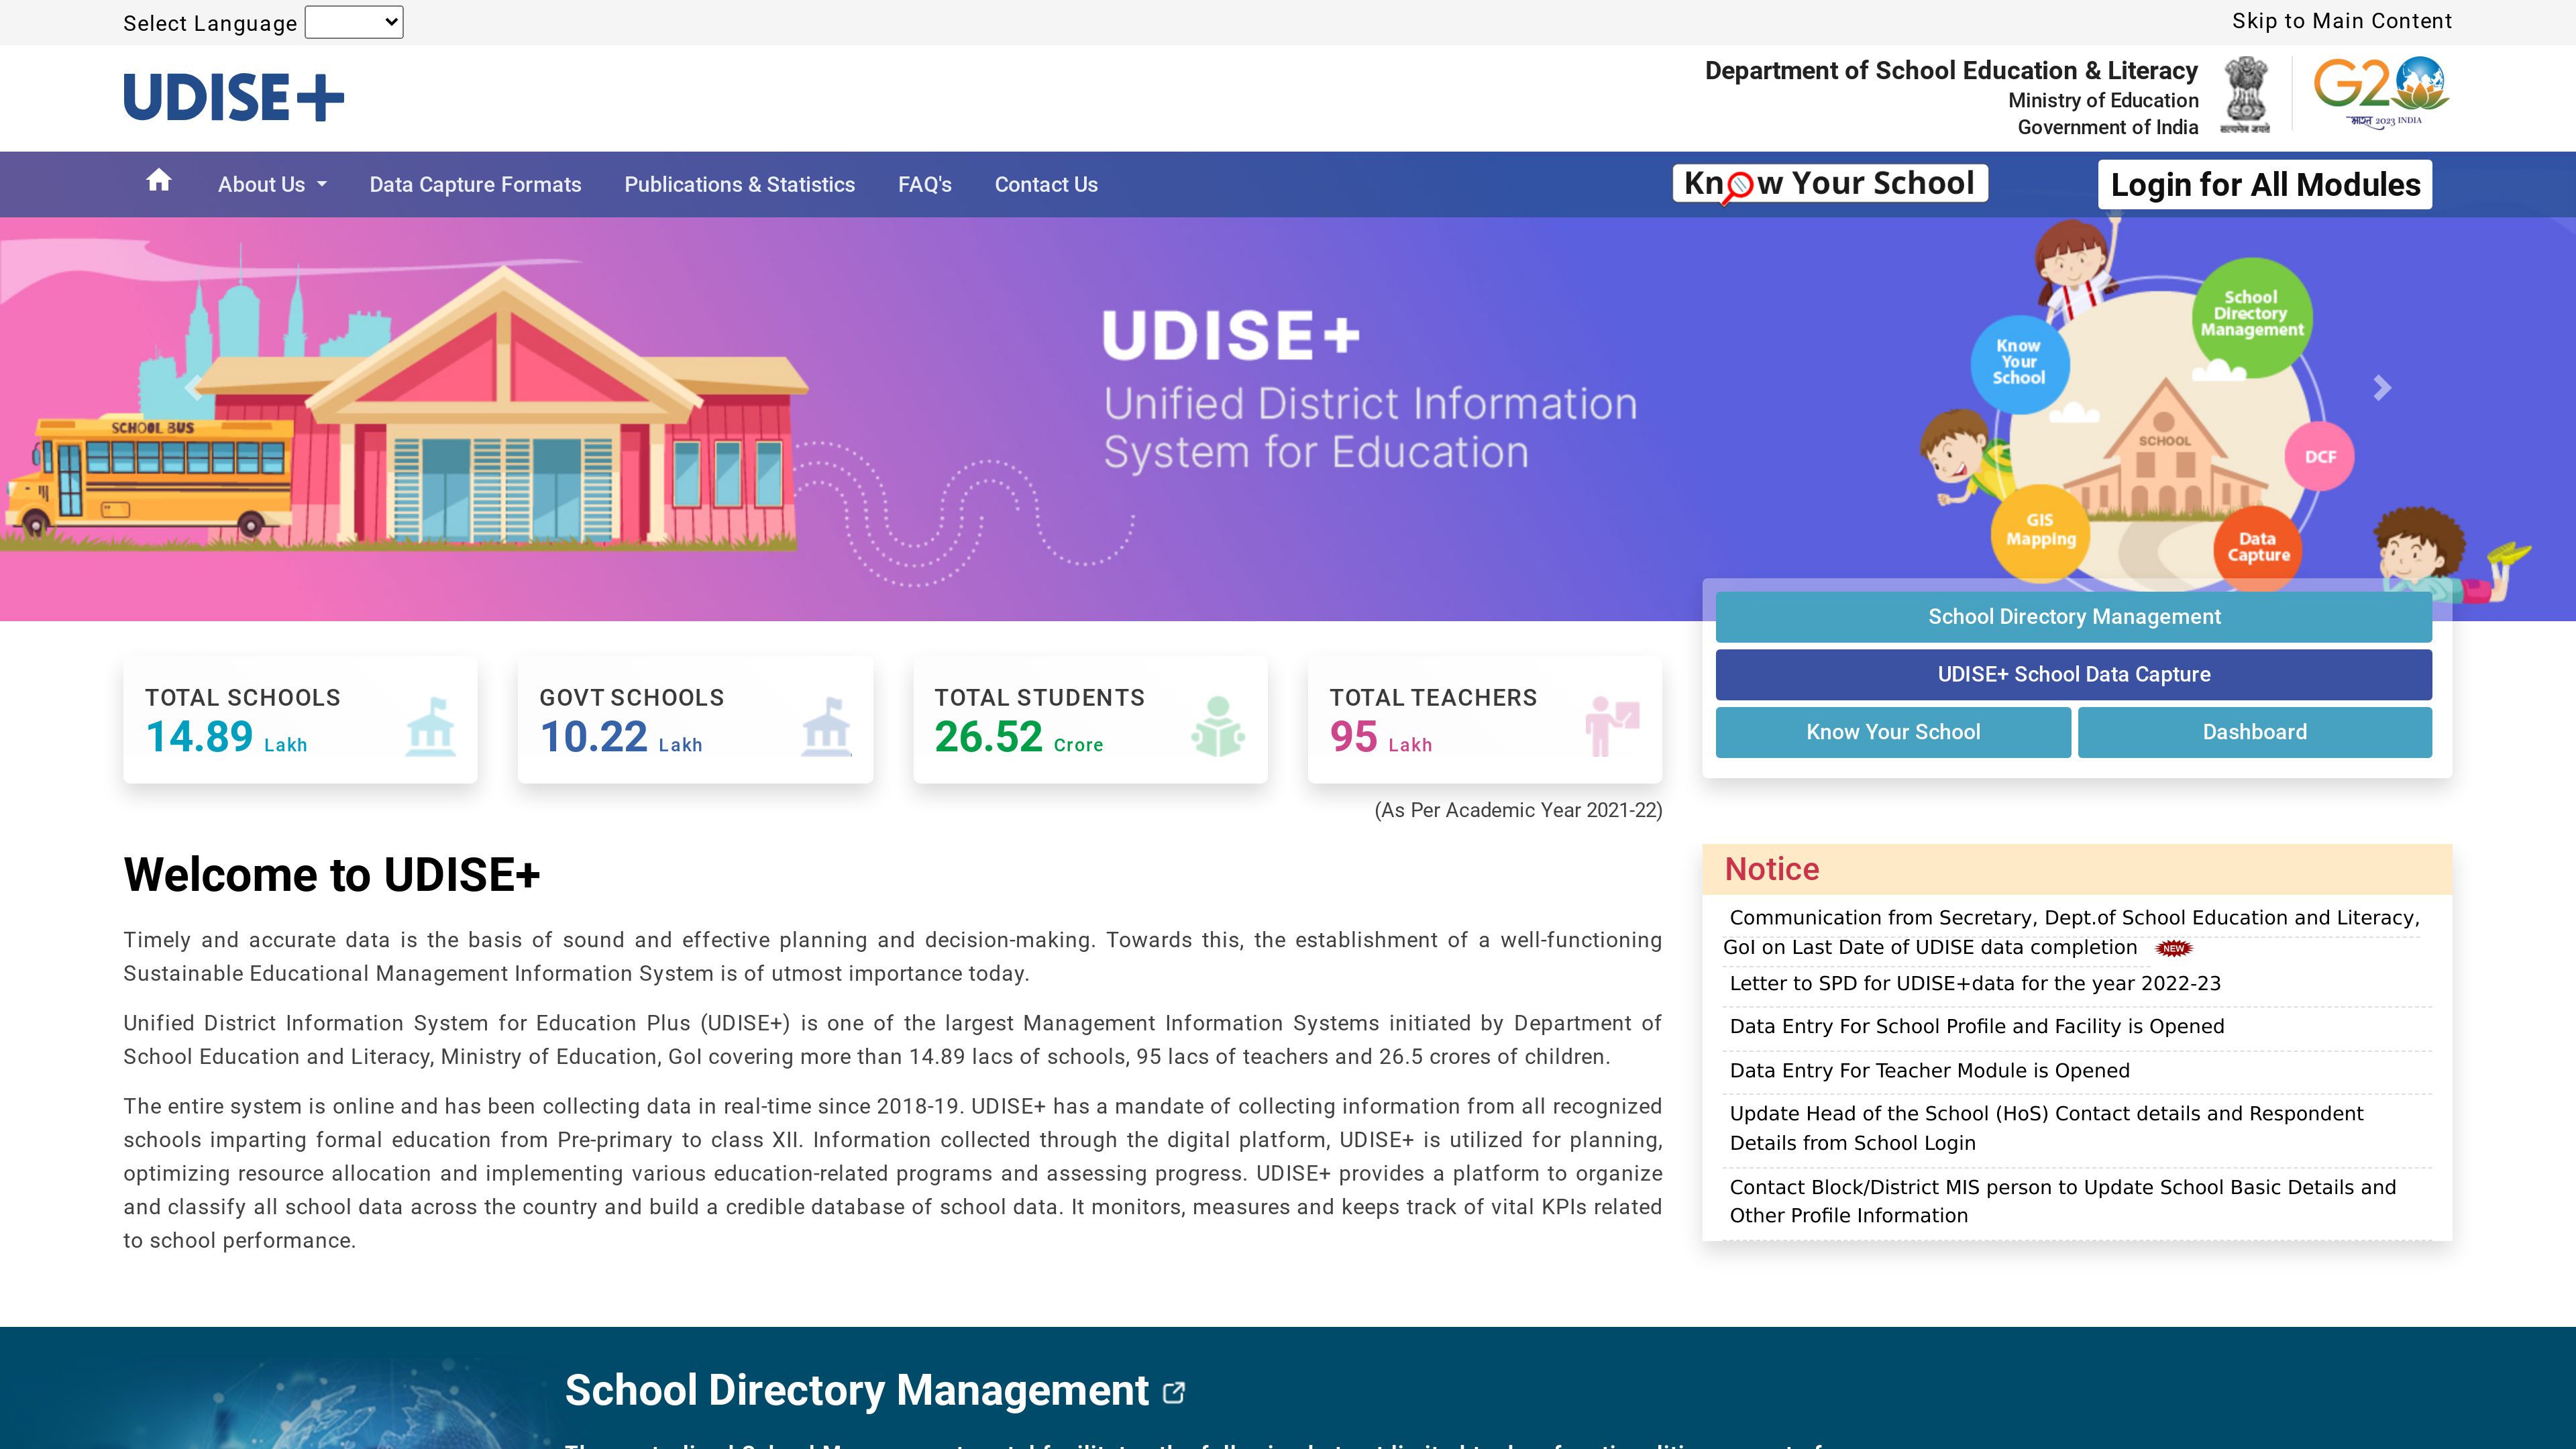 Select Language
Skip to Main Content
UDISE+
Department of School Education & Literacy
Ministry of Education
Government of India
सत्यमेव जयते
G20
भारत 2023 INDIA
About Us
Data Capture Formats
Publications & Statistics
FAQ's
Contact Us
Know Your School
Login for All Modules
SCHOOL BUS
UDISE+
Unified District Information
System for Education
School
Directory
Management
Know
Your
School
SCHOOL
DCF
GIS
Mapping
Data
Capture
School Directory Management
UDISE+ School Data Capture
Know Your School
Dashboard
TOTAL SCHOOLS
14.89 Lakh
GOVT SCHOOLS
10.22 Lakh
TOTAL STUDENTS
26.52 Crore
TOTAL TEACHERS
95 Lakh
(As Per Academic Year 2021-22)
Welcome to UDISE+
Timely and accurate data is the basis of sound and effective planning and decision-making. Towards this, the establishment of a well-functioning
Sustainable Educational Management Information System is of utmost importance today.
Unified District Information System for Education Plus (UDISE+) is one of the largest Management Information Systems initiated by Department of
School Education and Literacy, Ministry of Education, GoI covering more than 14.89 lacs of schools, 95 lacs of teachers and 26.5 crores of children.
The entire system is online and has been collecting data in real-time since 2018-19. UDISE+ has a mandate of collecting information from all recognized
schools imparting formal education from Pre-primary to class XII. Information collected through the digital platform, UDISE+ is utilized for planning,
optimizing resource allocation and implementing various education-related programs and assessing progress. UDISE+ provides a platform to organize
and classify all school data across the country and build a credible database of school data. It monitors, measures and keeps track of vital KPIs related
to school performance.
Notice
Communication from Secretary, Dept.of School Education and Literacy,
GoI on Last Date of UDISE data completion NEW
Letter to SPD for UDISE+data for the year 2022-23
Data Entry For School Profile and Facility is Opened
Data Entry For Teacher Module is Opened
Update Head of the School (HoS) Contact details and Respondent
Details from School Login
Contact Block/District MIS person to Update School Basic Details and
Other Profile Information
School Directory Management